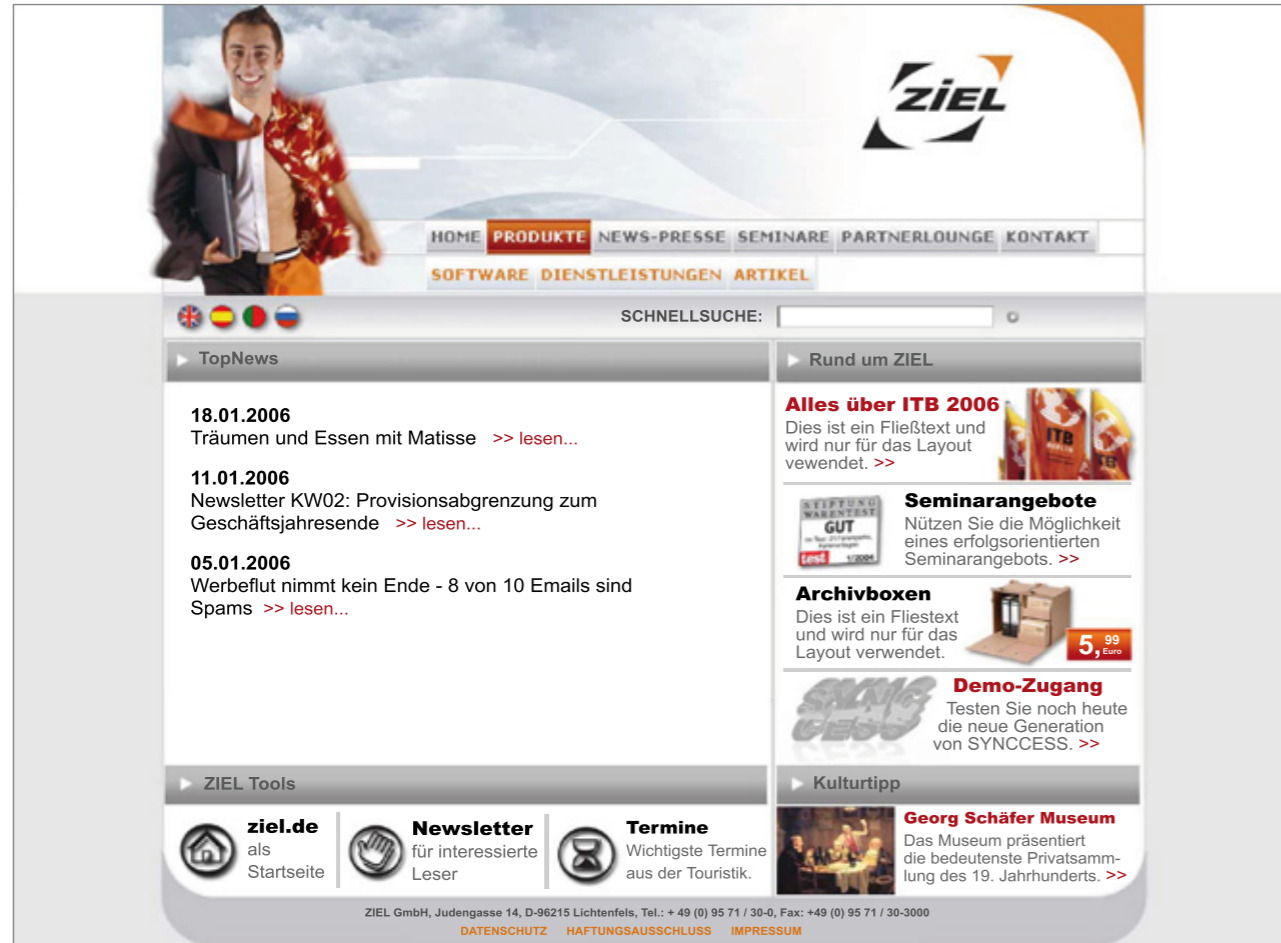 ZiEL
HOME PRODUKTE NEWS-PRESSE SEMINARE PARTNERLOUNGE KONTAKT
SOFTWARE DIENSTLEISTUNGEN ARTIKEL
SCHNELLSUCHE:
TopNews
18.01.2006
Träumen und Essen mit Matisse >> lesen...
11.01.2006
Newsletter KW02: Provisionsabgrenzung zum
Geschäftsjahresende >> lesen...
05.01.2006
Werbeflut nimmt kein Ende - 8 von 10 Emails sind
Spams >> lesen...
Rund um ZIEL
Alles über ITB 2006
Dies ist ein Fließtext und
wird nur für das Layout
vewendet. >>
ITB
BERLIN
STIFTUNG
WARENTEST
GUT
test 1/2004
Seminarangebote
Nützen Sie die Möglichkeit
eines erfolgsorientierten
Seminarangebots. >>
Archivboxen
Dies ist ein Fliestext
und wird nur für das
Layout verwendet.
5,99
Euro
SYNC
CESS
Demo-Zugang
Testen Sie noch heute
die neue Generation
von SYNCCESS. >>
ZIEL Tools
ziel.de
als
Startseite
Newsletter
für interessierte
Leser
Termine
Wichtigste Termine
aus der Touristik.
Kulturtipp
Georg Schäfer Museum
Das Museum präsentiert
die bedeutenste Privatsamm-
lung des 19. Jahrhunderts. >>
ZIEL GmbH, Judengasse 14, D-96215 Lichtenfels, Tel.: + 49 (0) 95 71 / 30-0, Fax: +49 (0) 95 71 / 30-3000
DATENSCHUTZ HAFTUNGSAUSSCHLUSS IMPRESSUM